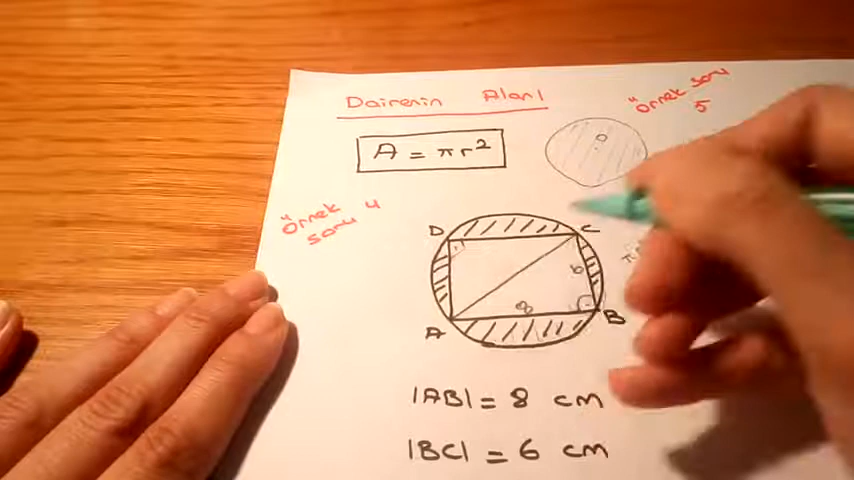 Dairenin Alanı
A = πr²
"Örnek soru 5
"Örnek soru 4
D
C
6
8
A
B
|AB| = 8 cm
|BC| = 6 cm